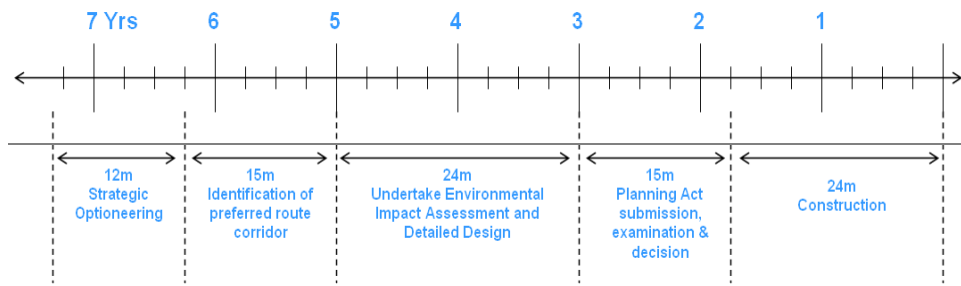 7 Yrs 6 5 4 3 2 1
12m
Strategic
Optioneering
15m
Identification of
preferred route
corridor
24m
Undertake Environmental
Impact Assessment and
Detailed Design
15m
Planning Act
submission,
examination &
decision
24m
Construction